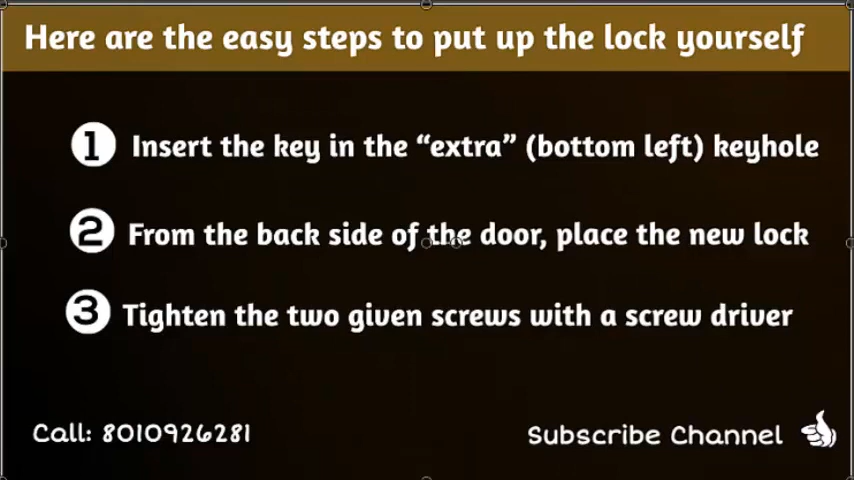 Here are the easy steps to put up the lock yourself
1 Insert the key in the “extra” (bottom left) keyhole
2 From the back side of the door, place the new lock
3 Tighten the two given screws with a screw driver
Call: 8010926281
Subscribe Channel